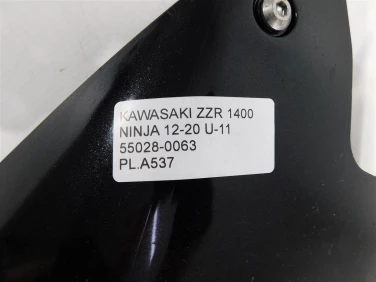 KAWASAKI ZZR 1400
NINJA 12-20 U-11
55028-0063
PL.A537